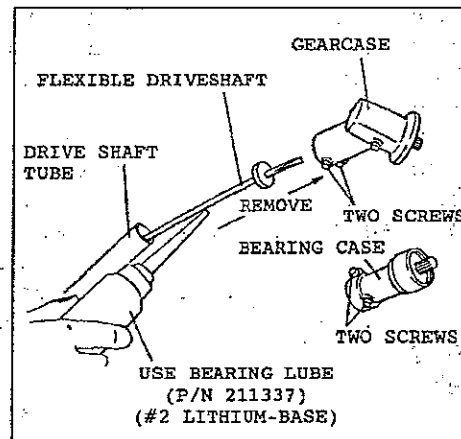 GEARCASE
FLEXIBLE DRIVESHAFT
DRIVE SHAFT
TUBE
REMOVE
TWO SCREWS
BEARING CASE
TWO SCREWS
USE BEARING LUBE
(P/N 211337)
(#2 LITHIUM-BASE)